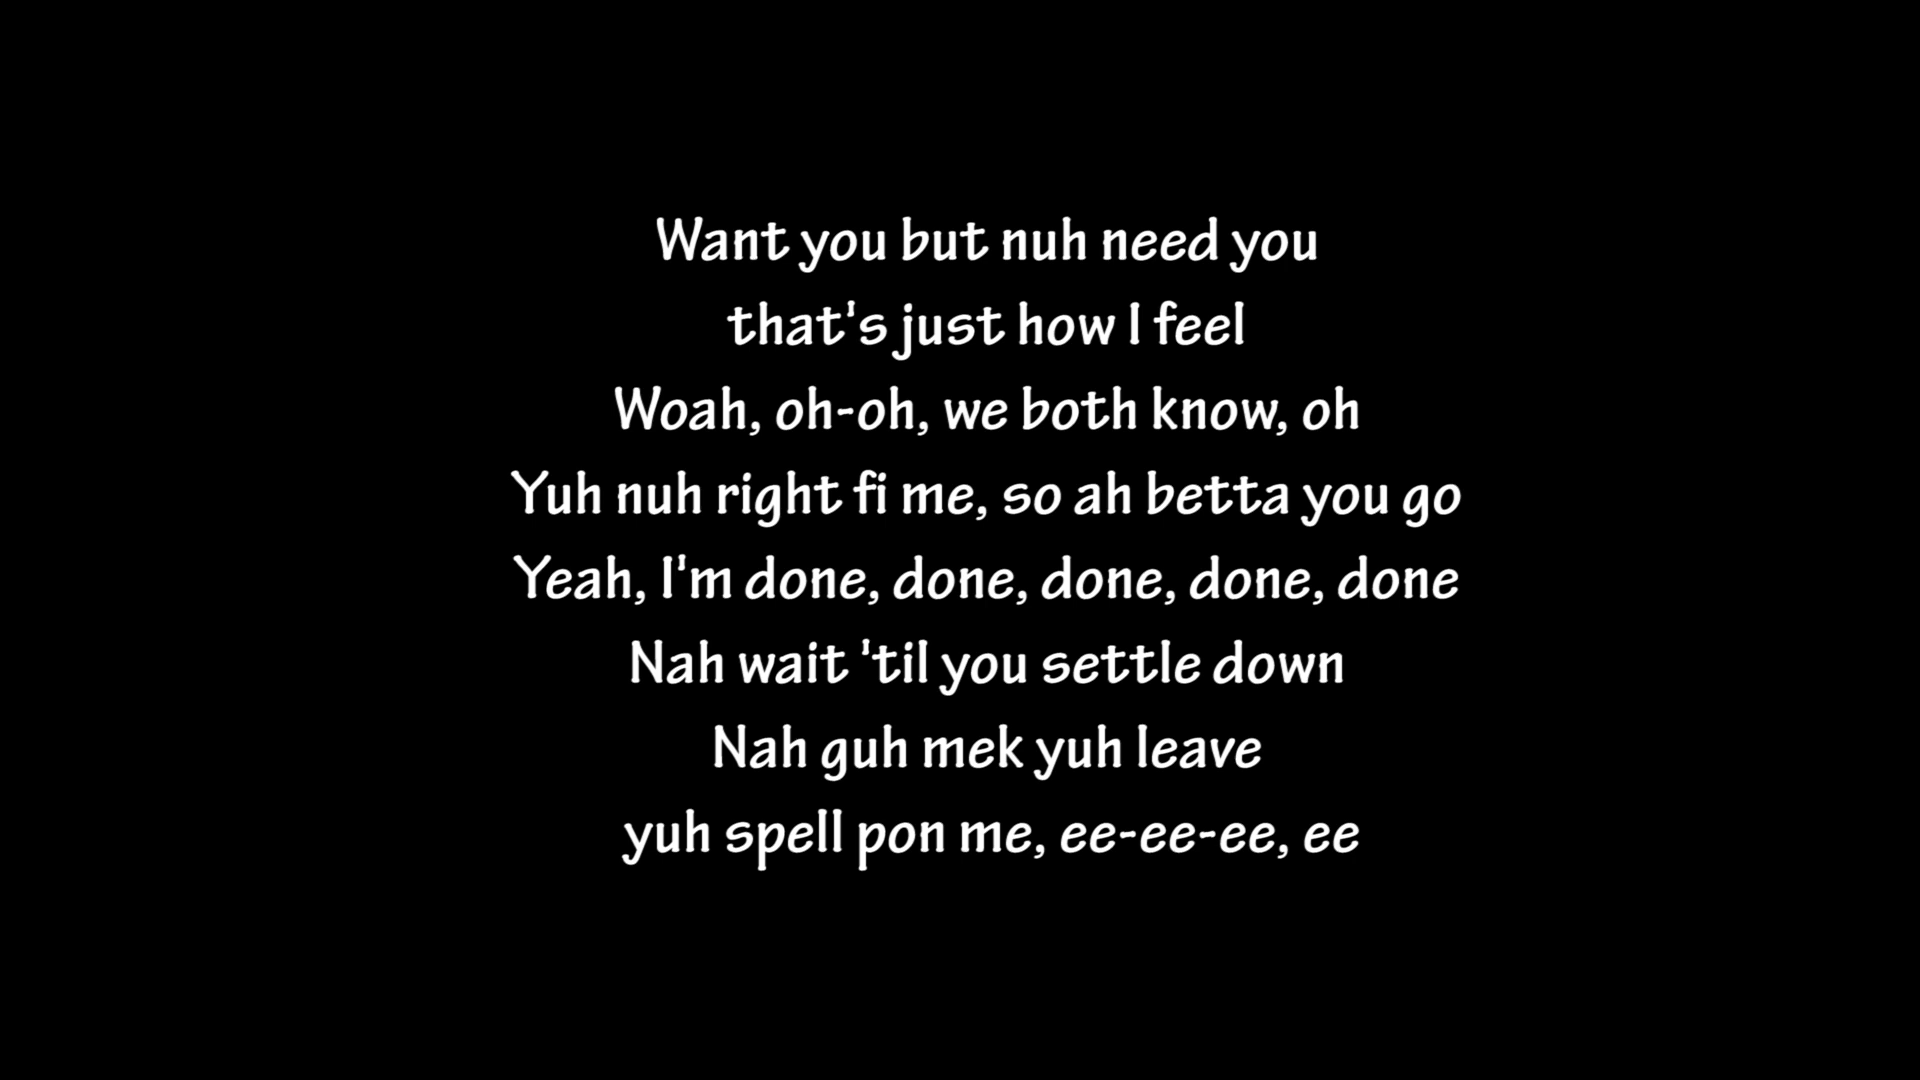 Want you but nuh need you
that's just how I feel
Woah, oh-oh, we both know, oh
Yuh nuh right fi me, so ah betta you go
Yeah, I'm done, done, done, done, done
Nah wait 'til you settle down
Nah guh mek yuh leave
yuh spell pon me, ee-ee-ee, ee